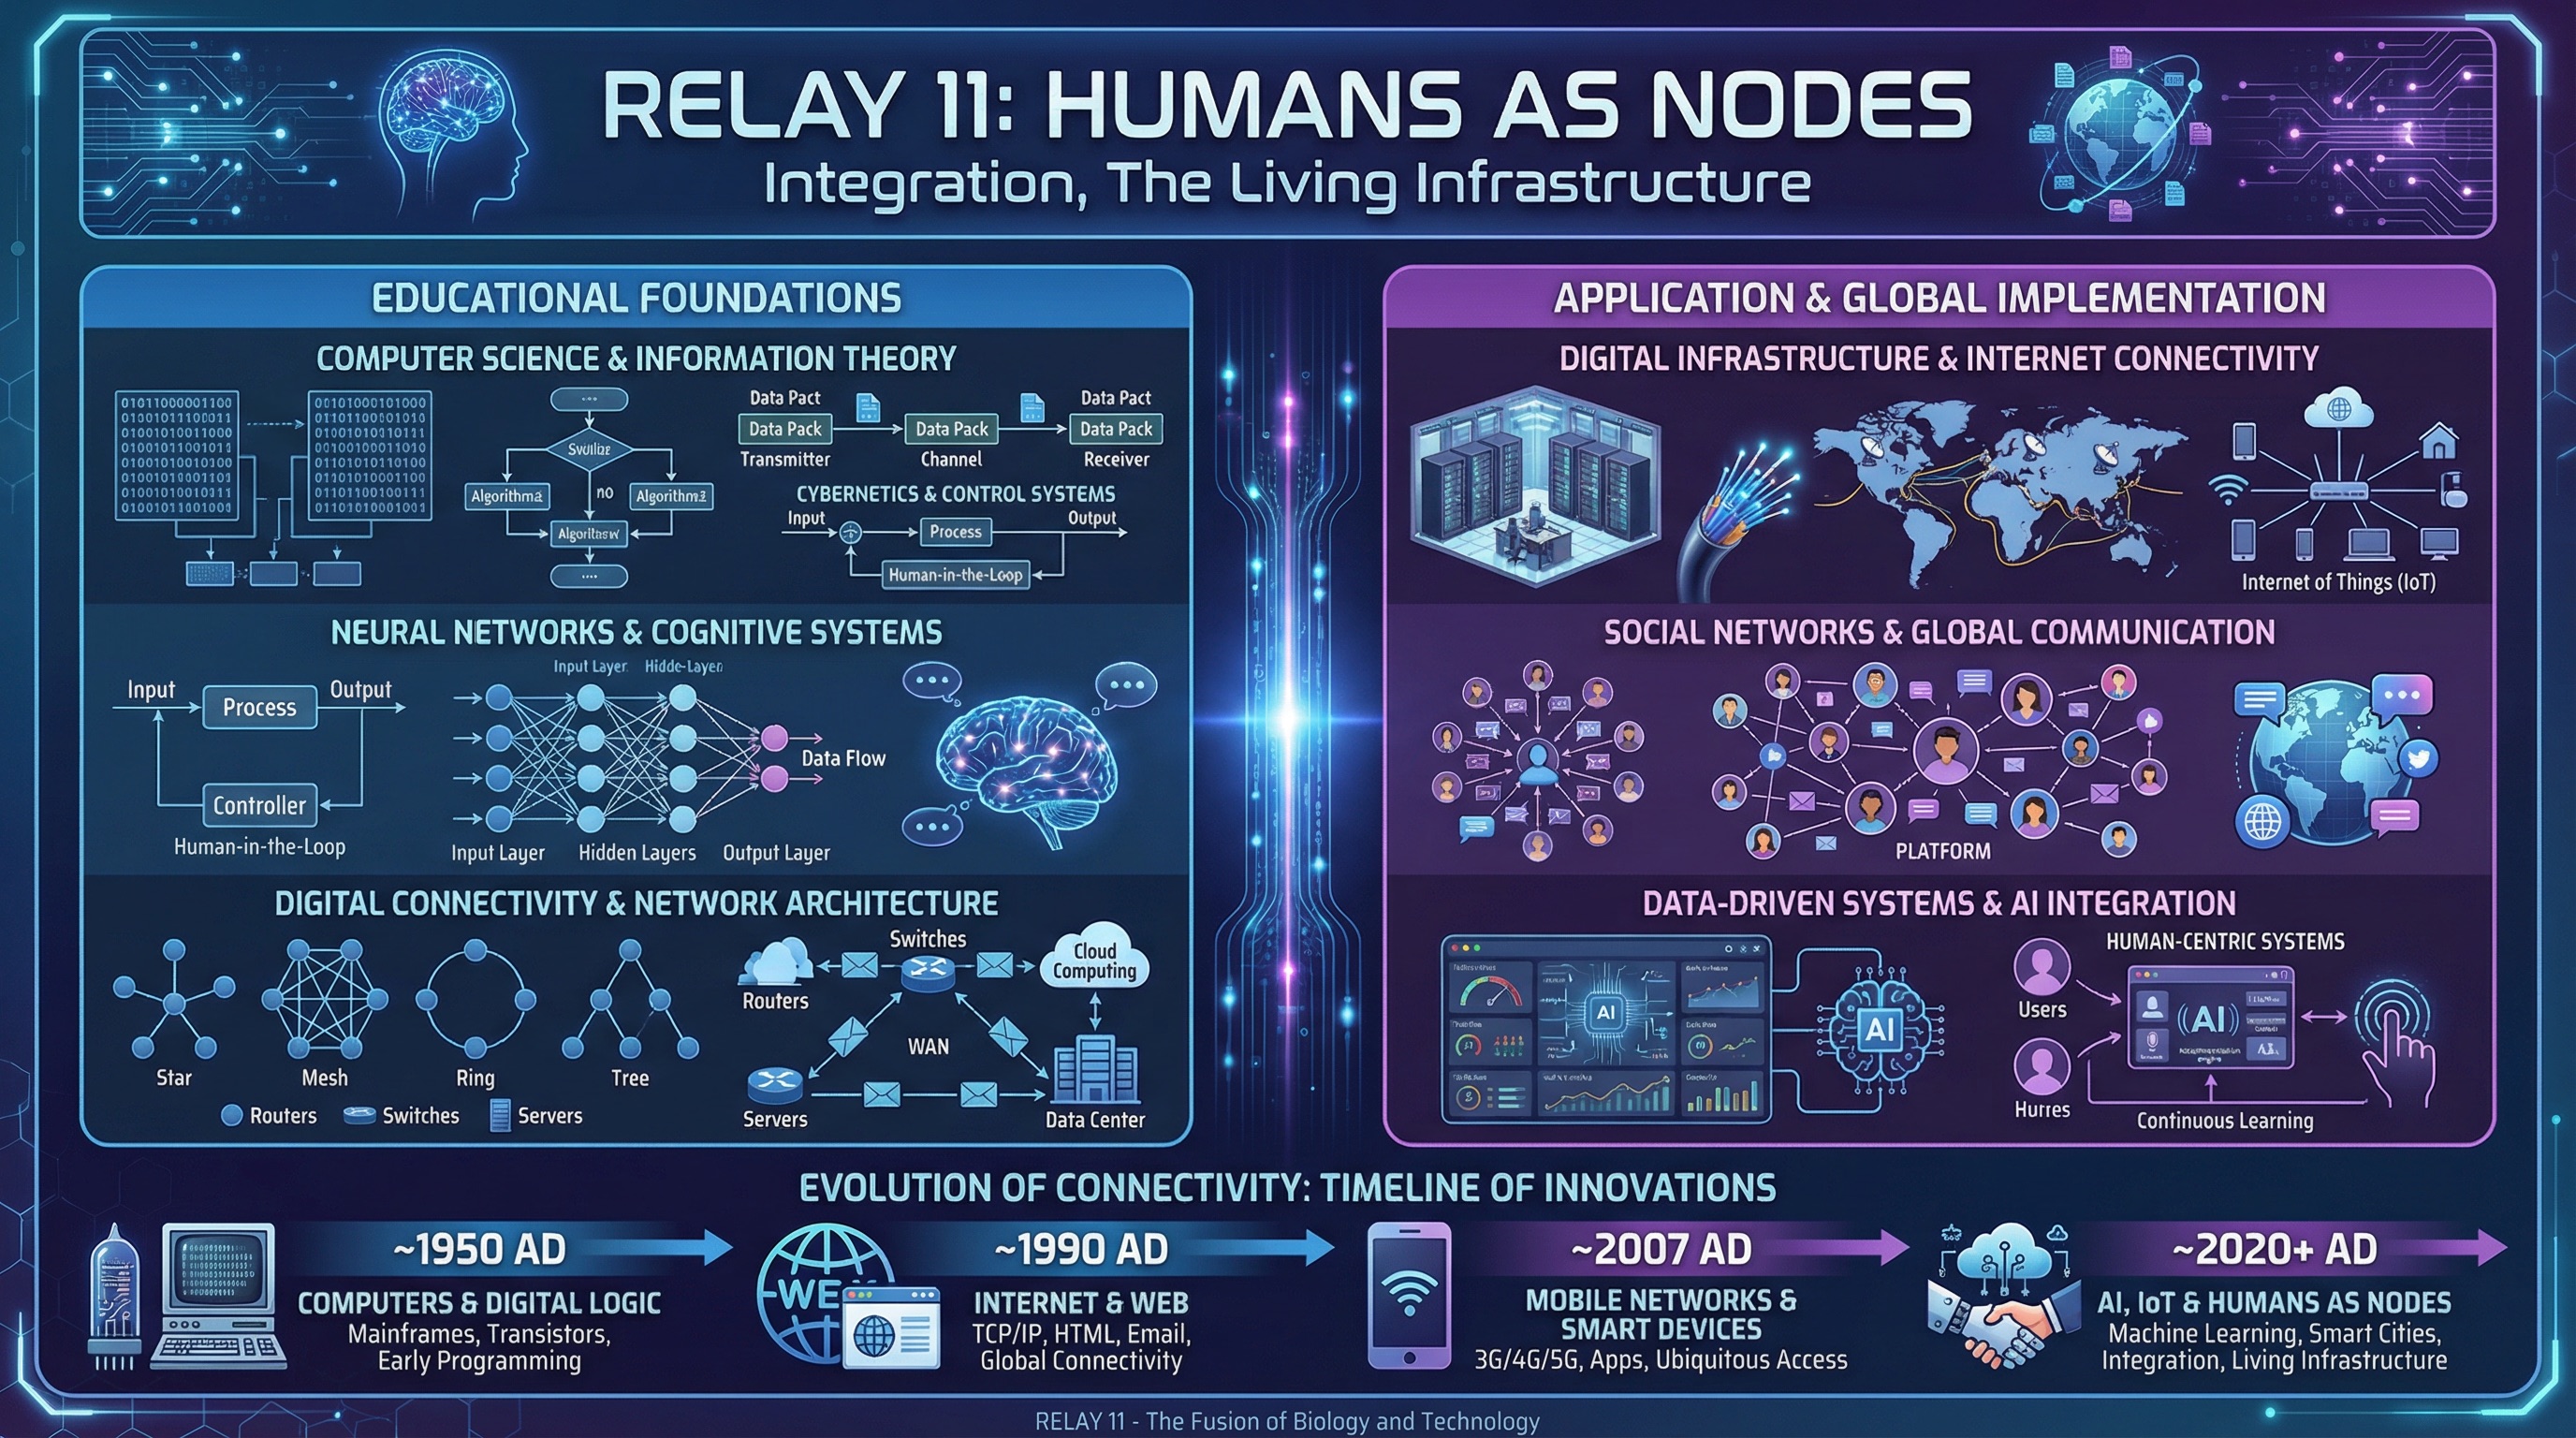 RELAY 11: HUMANS AS NODES
Integration, The Living Infrastructure
EDUCATIONAL FOUNDATIONS
COMPUTER SCIENCE & INFORMATION THEORY
Data Pact
Data Pact
Data Pack
Data Pack
Data Pack
Transmitter
Channel
Receiver
no
CYBERNETICS & CONTROL SYSTEMS
Input
Process
Output
Human-in-the-Loop
NEURAL NETWORKS & COGNITIVE SYSTEMS
Input Layer
Input
Process
Output
Controller
Human-in-the-Loop
Data Flow
Input Layer
Hidden Layers
Output Layer
DIGITAL CONNECTIVITY & NETWORK ARCHITECTURE
Star
Mesh
Ring
Tree
Routers
Switches
Servers
Switches
Routers
Cloud
Computing
WAN
Servers
Data Center
APPLICATION & GLOBAL IMPLEMENTATION
DIGITAL INFRASTRUCTURE & INTERNET CONNECTIVITY
Internet of Things (IoT)
SOCIAL NETWORKS & GLOBAL COMMUNICATION
PLATFORM
DATA-DRIVEN SYSTEMS & AI INTEGRATION
AI
AI
HUMAN-CENTRIC SYSTEMS
Users
(AI)
Hurres
Continuous Learning
EVOLUTION OF CONNECTIVITY: TIMELINE OF INNOVATIONS
~1950 AD
COMPUTERS & DIGITAL LOGIC
Mainframes, Transistors,
Early Programming
WE
~1990 AD
INTERNET & WEB
TCP/IP, HTML, Email,
Global Connectivity
~2007 AD
MOBILE NETWORKS &
SMART DEVICES
3G/4G/5G, Apps, Ubiquitous Access
~2020+ AD
AI, IoT & HUMANS AS NODES
Machine Learning, Smart Cities,
Integration, Living Infrastructure
RELAY 11 - The Fusion of Biology and Technology